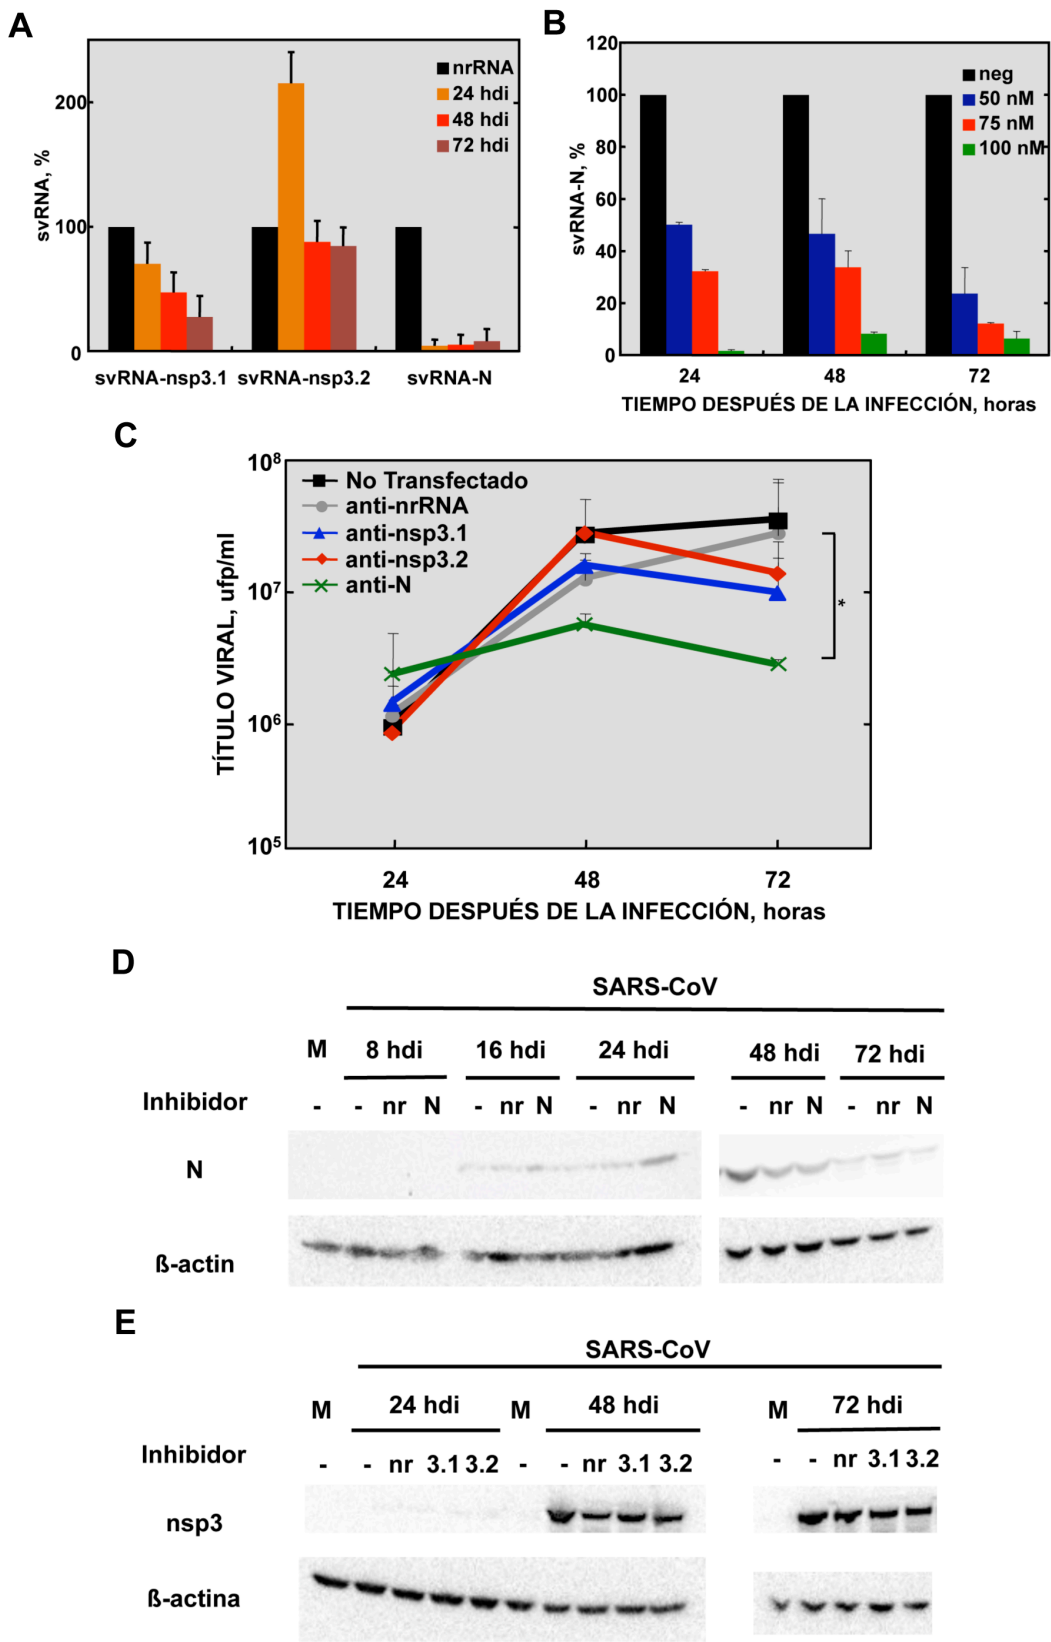 A
svRNA, %
200
100
0
nrRNA
24 hdi
48 hdi
72 hdi
svRNA-nsp3.1 svRNA-nsp3.2 svRNA-N
B
svRNA-N, %
120
100
80
60
40
20
0
neg
50 nM
75 nM
100 nM
24 48 72
TIEMPO DESPUÉS DE LA INFECCIÓN, horas
C
TÍTULO VIRAL, ufp/ml
10⁸
10⁷
10⁶
10⁵
No Transfectado
anti-nrRNA
anti-nsp3.1
anti-nsp3.2
anti-N
*
24 48 72
TIEMPO DESPUÉS DE LA INFECCIÓN, horas
D
SARS-CoV
M 8 hdi 16 hdi 24 hdi 48 hdi 72 hdi
Inhibidor - - nr N - nr N - nr N - nr N - nr N
N
ß-actin
E
SARS-CoV
M 24 hdi M 48 hdi M 72 hdi
Inhibidor - - nr 3.1 3.2 - - nr 3.1 3.2 - - nr 3.1 3.2
nsp3
ß-actina